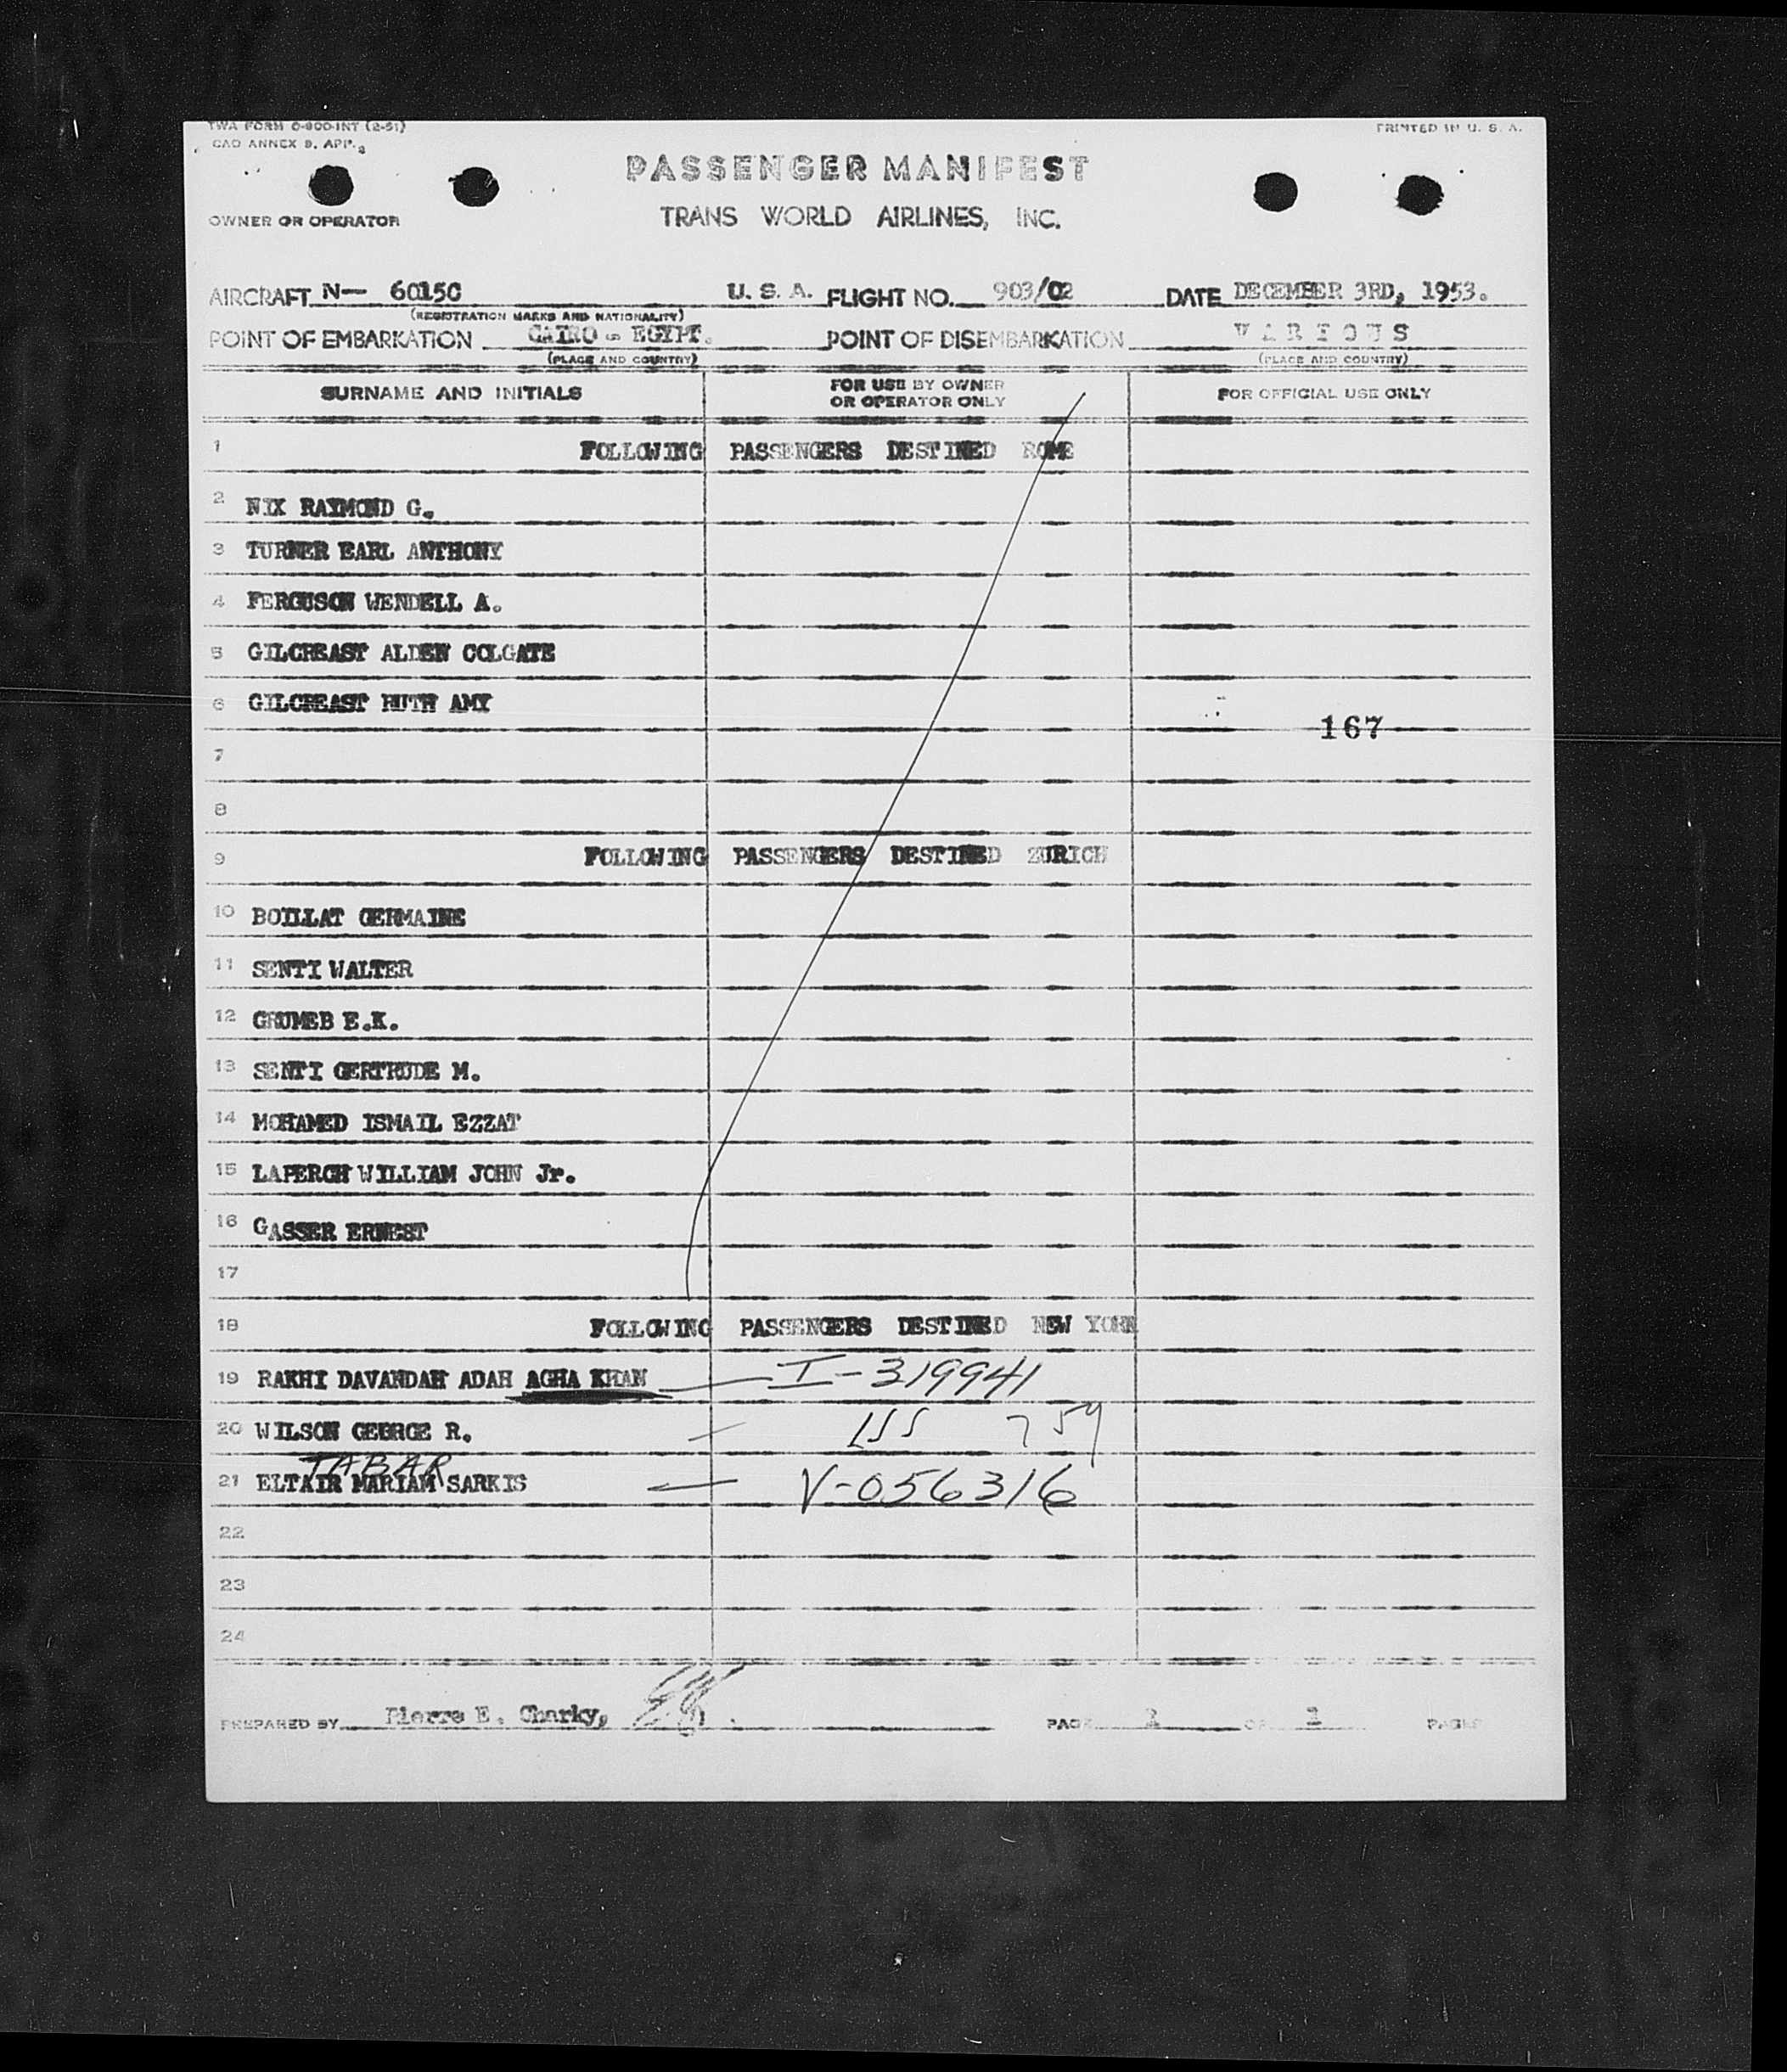 TWA FORM O-800-INT (2-51)
PRINTED IN U. S. A.
CAO ANNEX 9. APP. 3
PASSENGER MANIFEST
OWNER OR OPERATOR
TRANS WORLD AIRLINES, INC.
AIRCRAFT N— 6015C U. S. A. FLIGHT NO. 903/02 DATE DECEMBER 3RD, 1953.
(REGISTRATION MARKS AND NATIONALITY)
POINT OF EMBARKATION CAIRO - EGYPT. POINT OF DISEMBARKATION VARIOUS
(PLACE AND COUNTRY) (PLACE AND COUNTRY)
SURNAME AND INITIALS FOR USE BY OWNER OR OPERATOR ONLY FOR OFFICIAL USE ONLY
1 FOLLOWING PASSENGERS DESTINED ROME
2 NIX RAYMOND G.
3 TURNER EARL ANTHONY
4 FERGUSON WENDELL A.
5 GILCREAST ALDEN COLGATE
6 GILCREAST RUTH AMY
167
7
8
9 FOLLOWING PASSENGERS DESTINED ZURICH
10 BOILLAT GERMAINE
11 SENTI WALTER
12 GRUMEB E.K.
13 SENTI GERTRUDE M.
14 MOHAMED ISMAIL EZZAT
15 LAPERCH WILLIAM JOHN Jr.
16 GASSER ERNEST
17
18 FOLLOWING PASSENGERS DESTINED NEW YORK
19 RAKHI DAVANDAH ADAH AGHA KHAN — I-319941
20 WILSON GEORGE R. —
TABAR
21 ELTAIR MARIAM SARKIS — V-056316
22
23
24
PREPARED BY Pierre E. Charky, PAGE 1 OF 1 PAGES